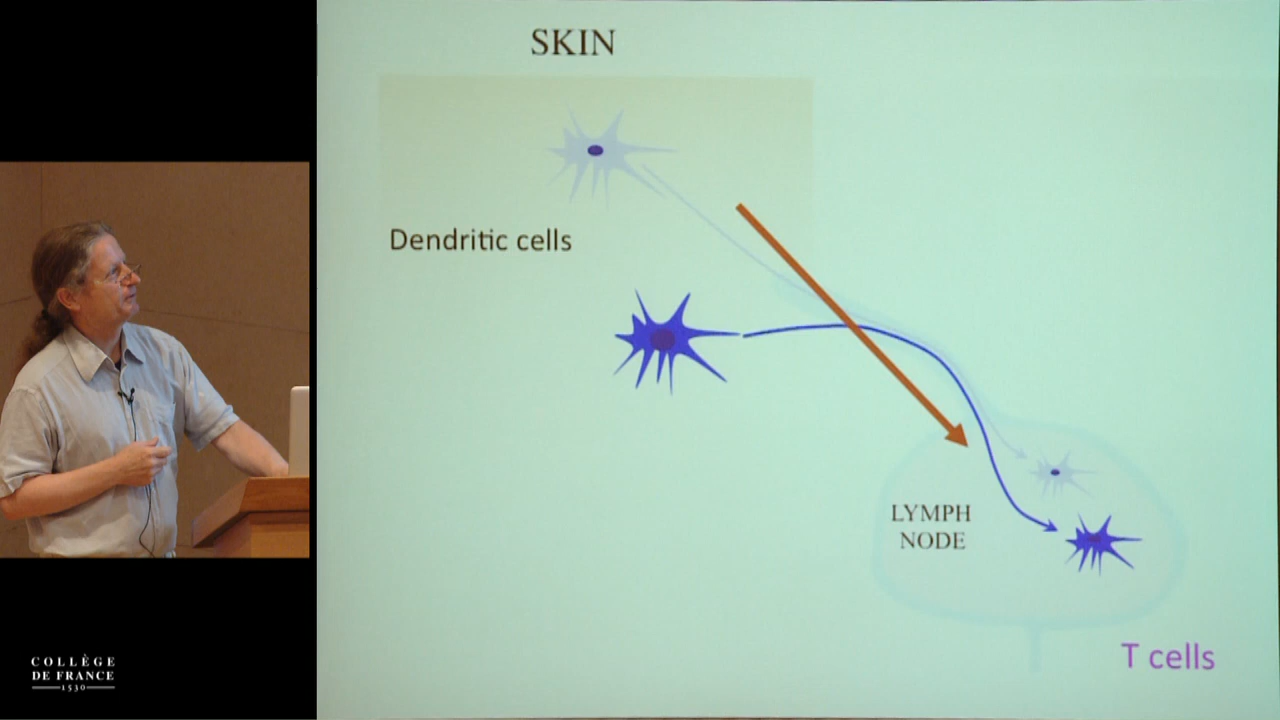 SKIN
Dendritic cells
LYMPH
NODE
T cells
COLLÈGE
DE FRANCE
1530